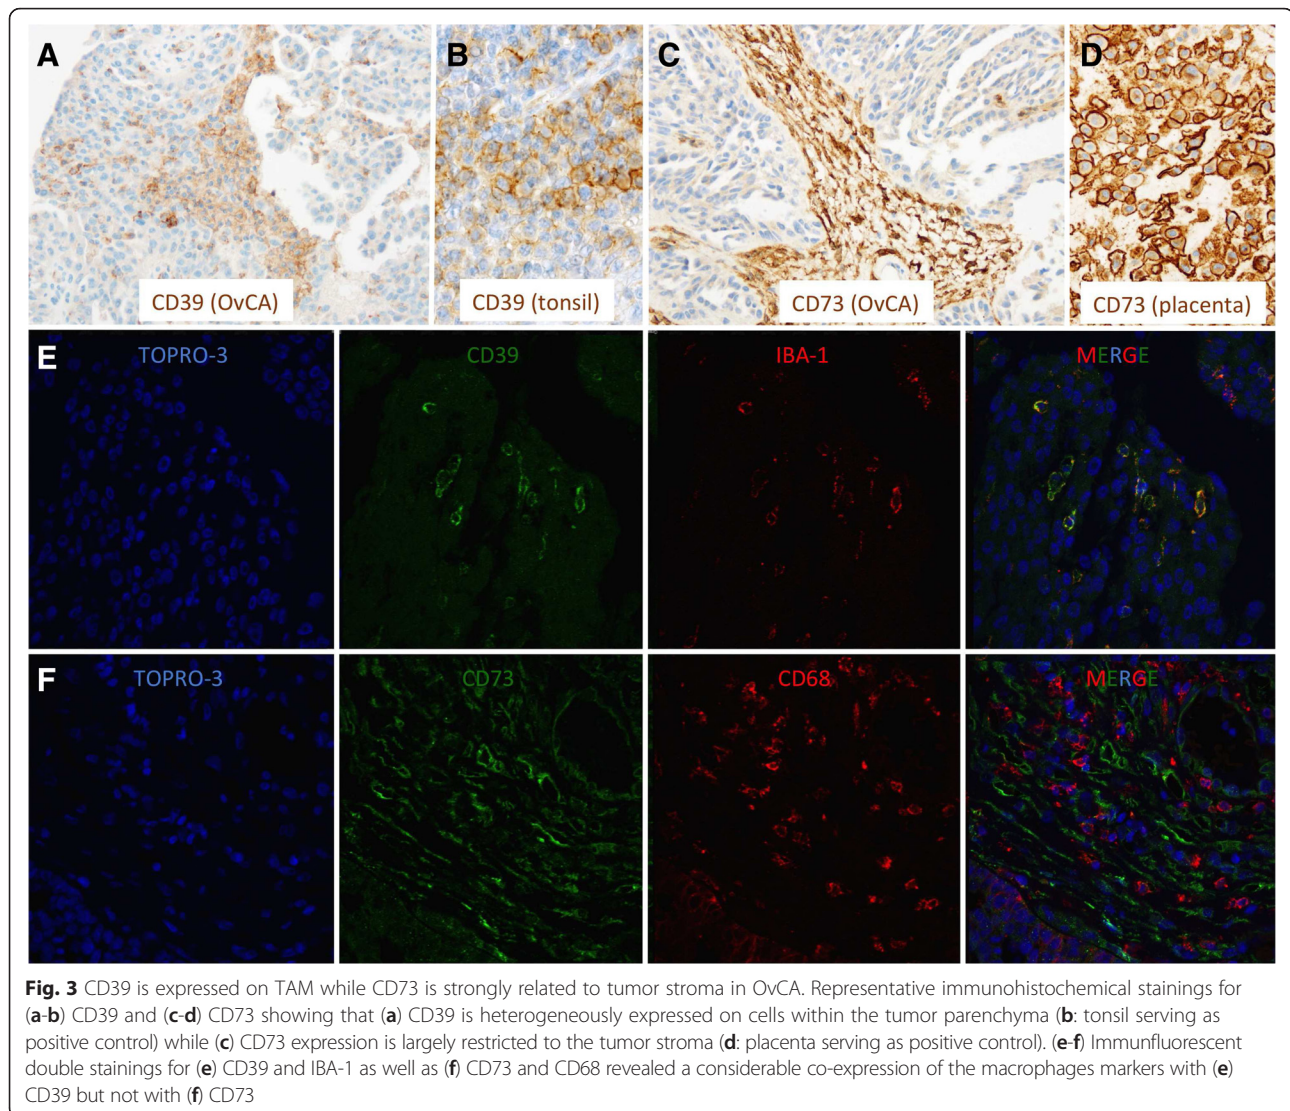 A
B
C
D
CD39 (OvCA)
CD39 (tonsil)
CD73 (OvCA)
CD73 (placenta)
E
TOPRO-3
CD39
IBA-1
MERGE
F
TOPRO-3
CD73
CD68
MERGE
Fig. 3 CD39 is expressed on TAM while CD73 is strongly related to tumor stroma in OvCA. Representative immunohistochemical stainings for
(a-b) CD39 and (c-d) CD73 showing that (a) CD39 is heterogeneously expressed on cells within the tumor parenchyma (b: tonsil serving as
positive control) while (c) CD73 expression is largely restricted to the tumor stroma (d: placenta serving as positive control). (e-f) Immunfluorescent
double stainings for (e) CD39 and IBA-1 as well as (f) CD73 and CD68 revealed a considerable co-expression of the macrophages markers with (e)
CD39 but not with (f) CD73